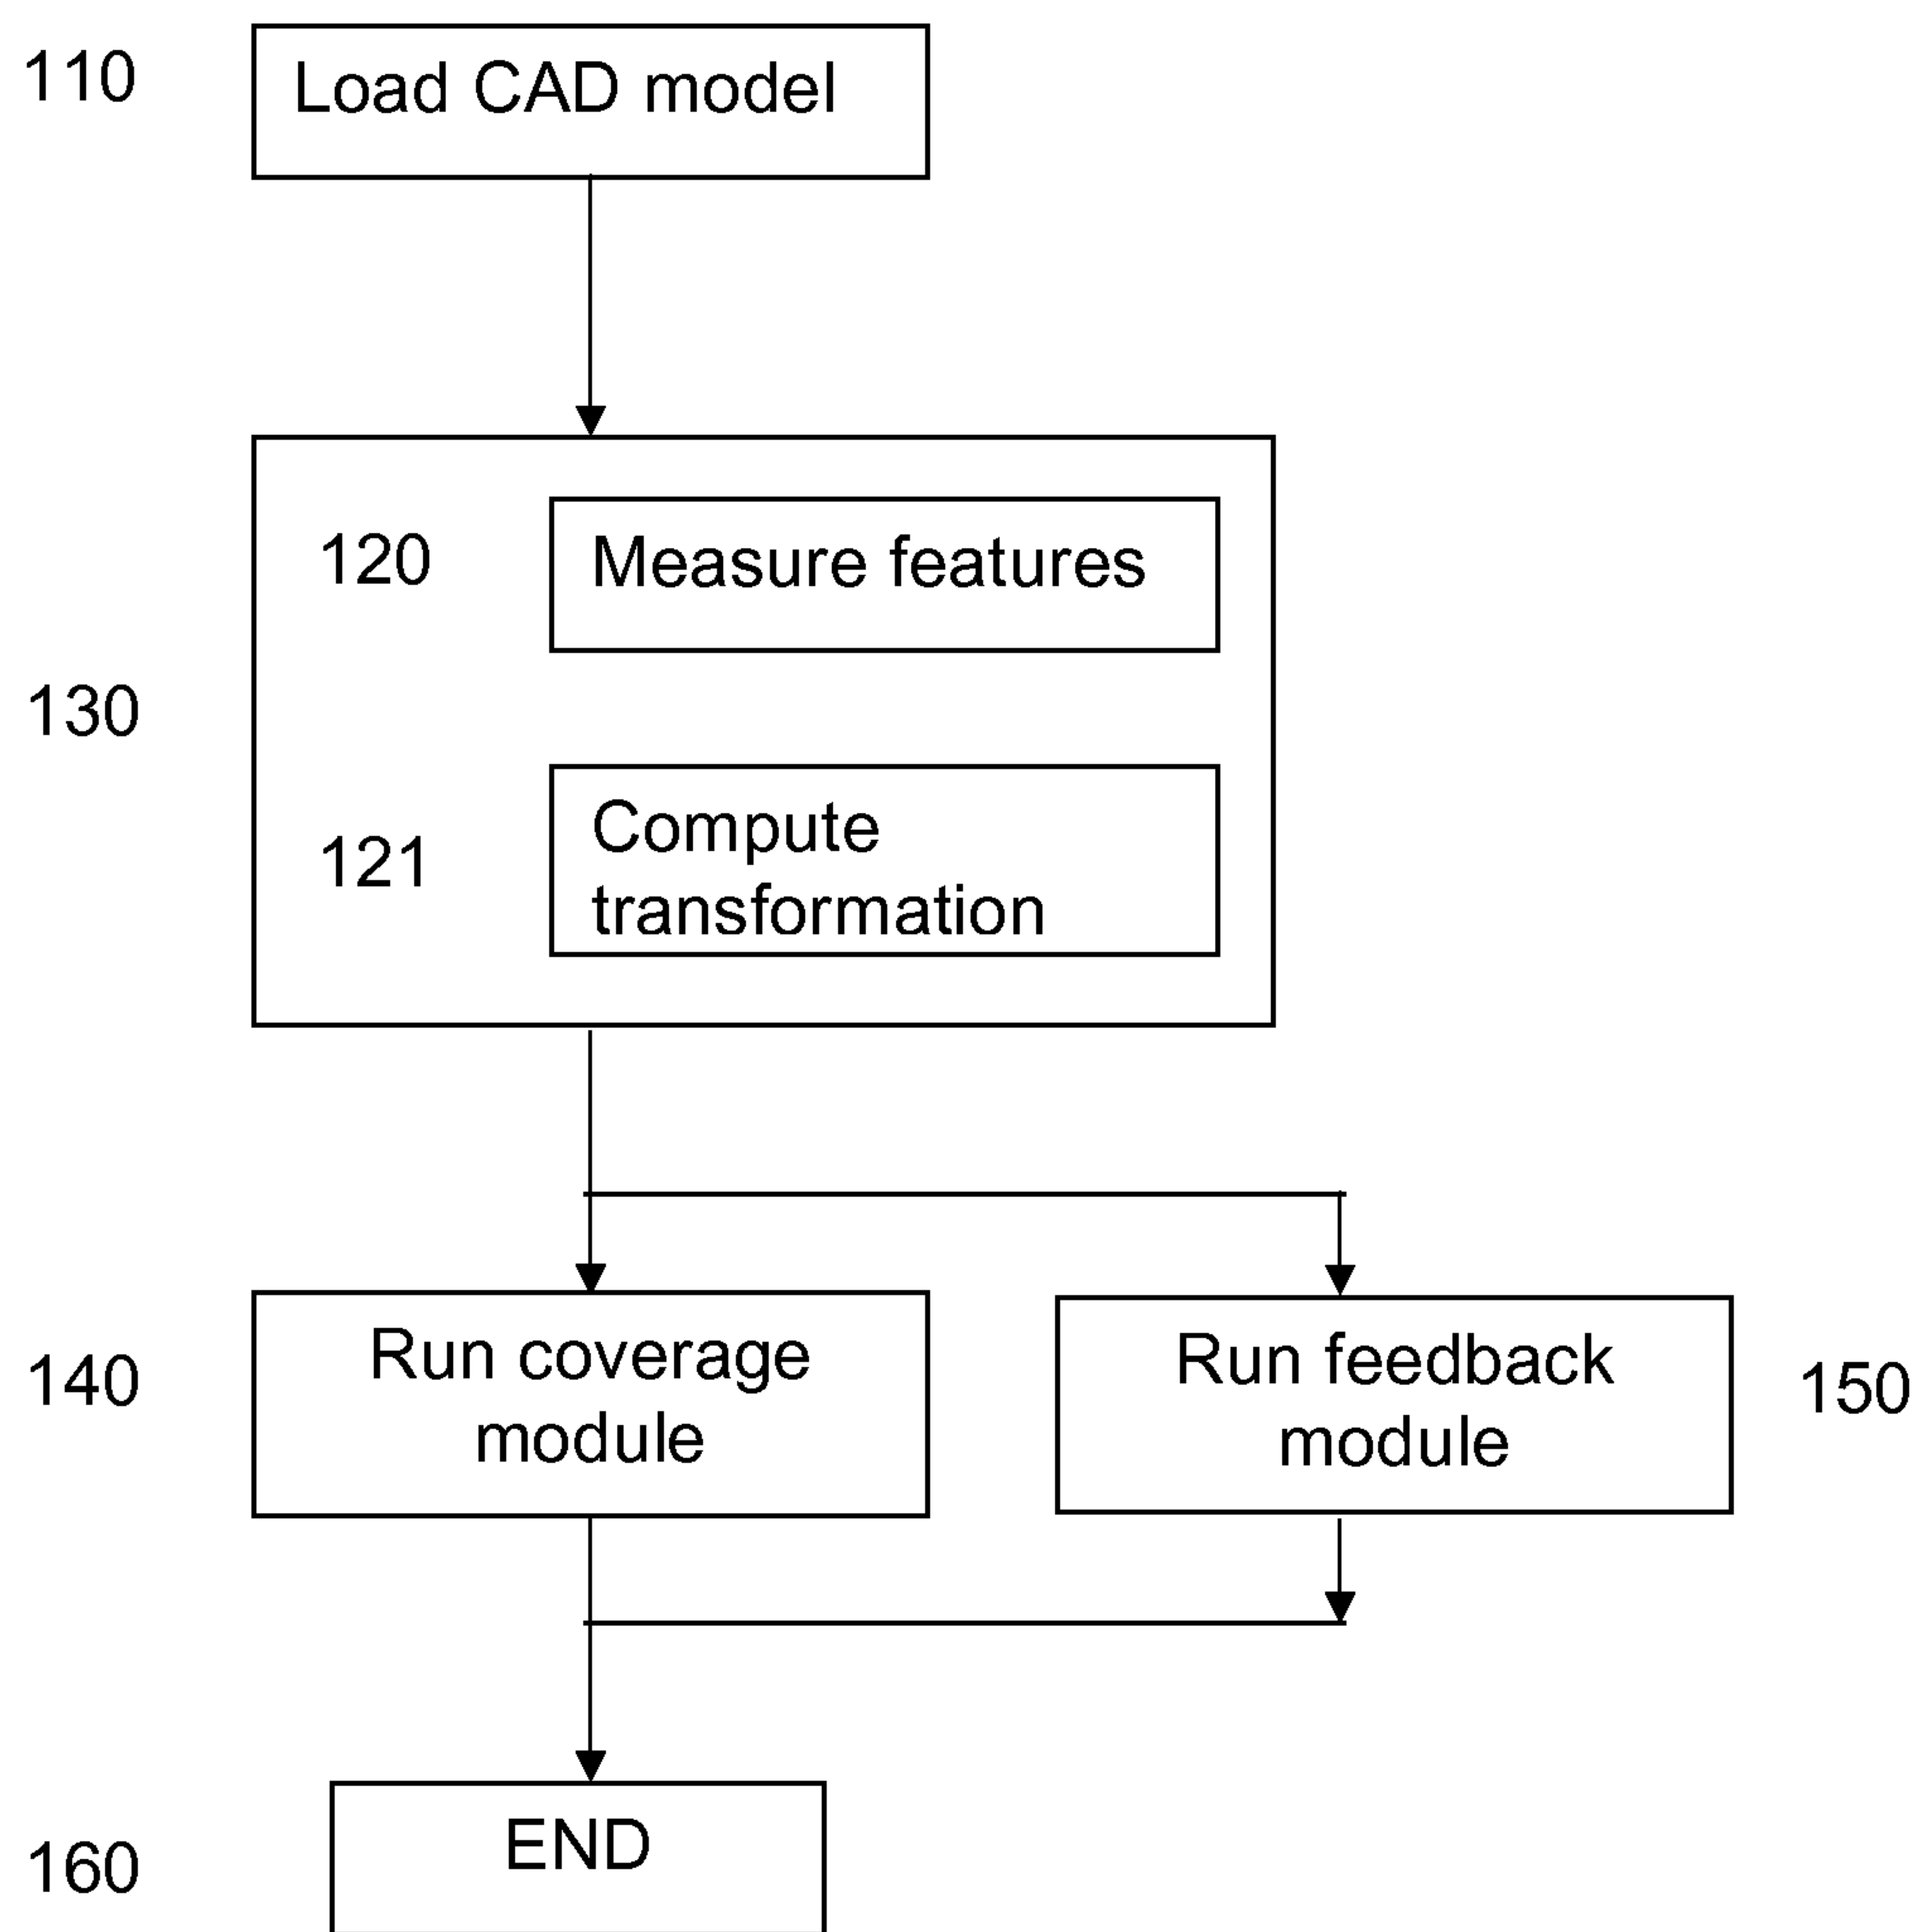 110
Load CAD model
120
Measure features
130
121
Compute
transformation
140
Run coverage
module
Run feedback
module
150
160
END